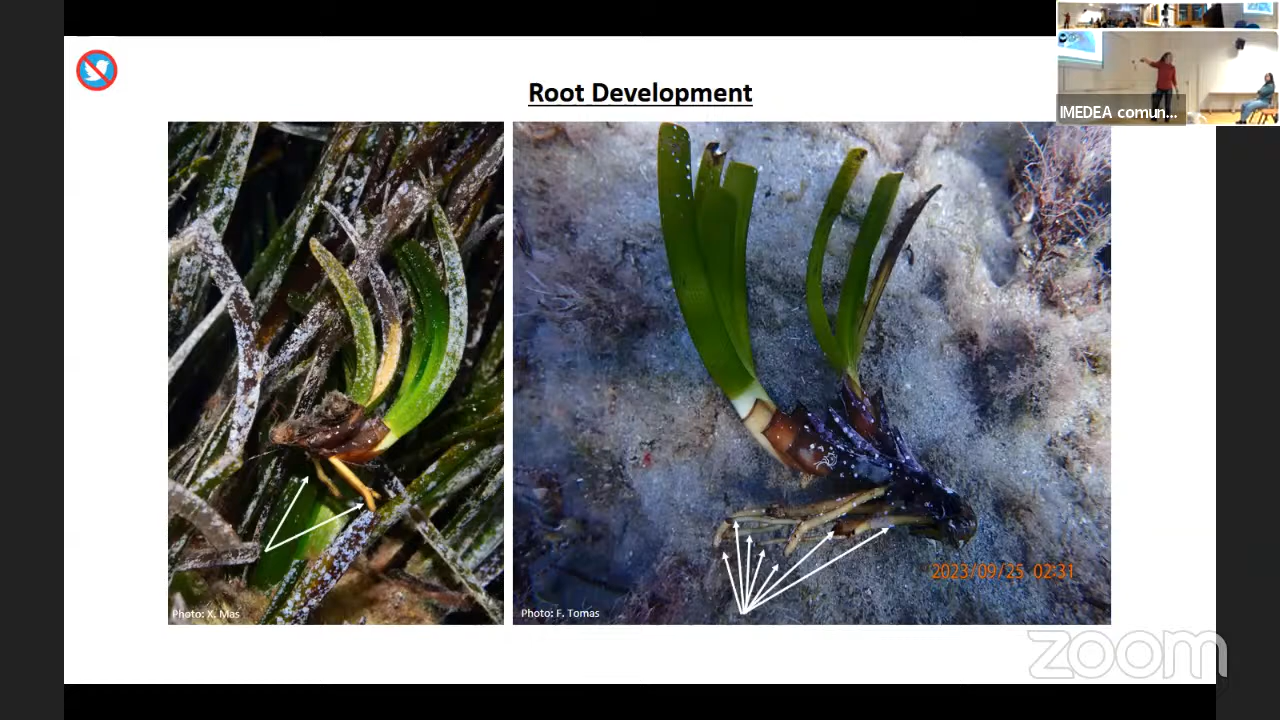 Root Development
IMEDEA comun...
Photo: X. Mas
Photo: F. Tomas
2023/09/25 02:31
zoom